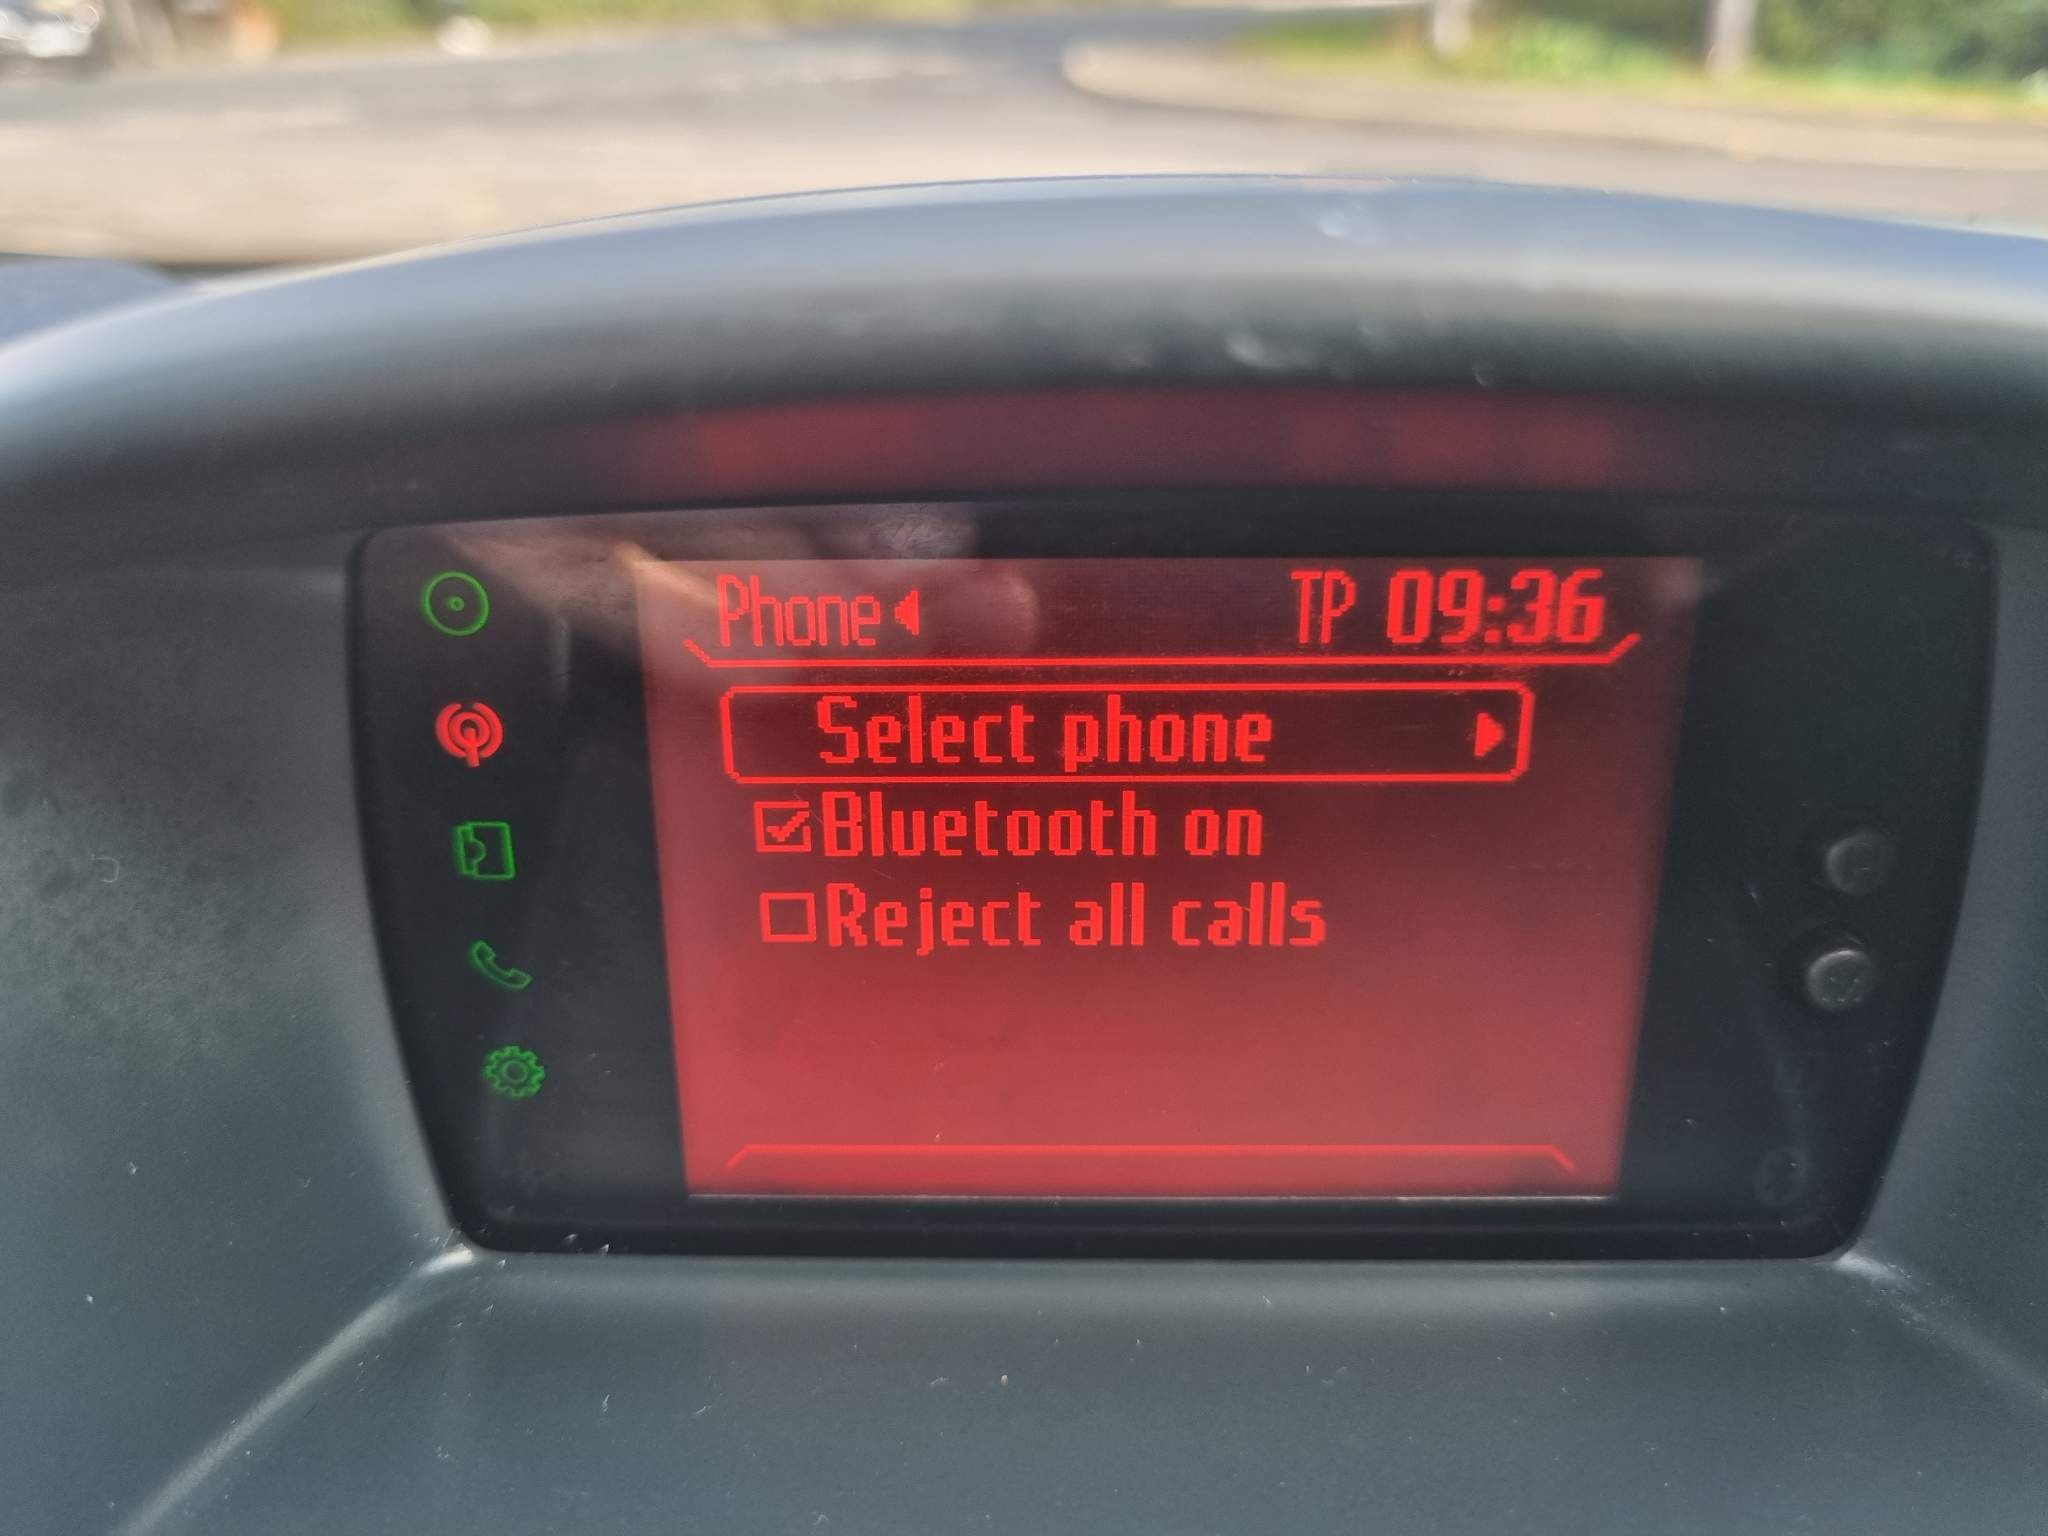 Phone
TP 09:36
Select phone
Bluetooth on
Reject all calls